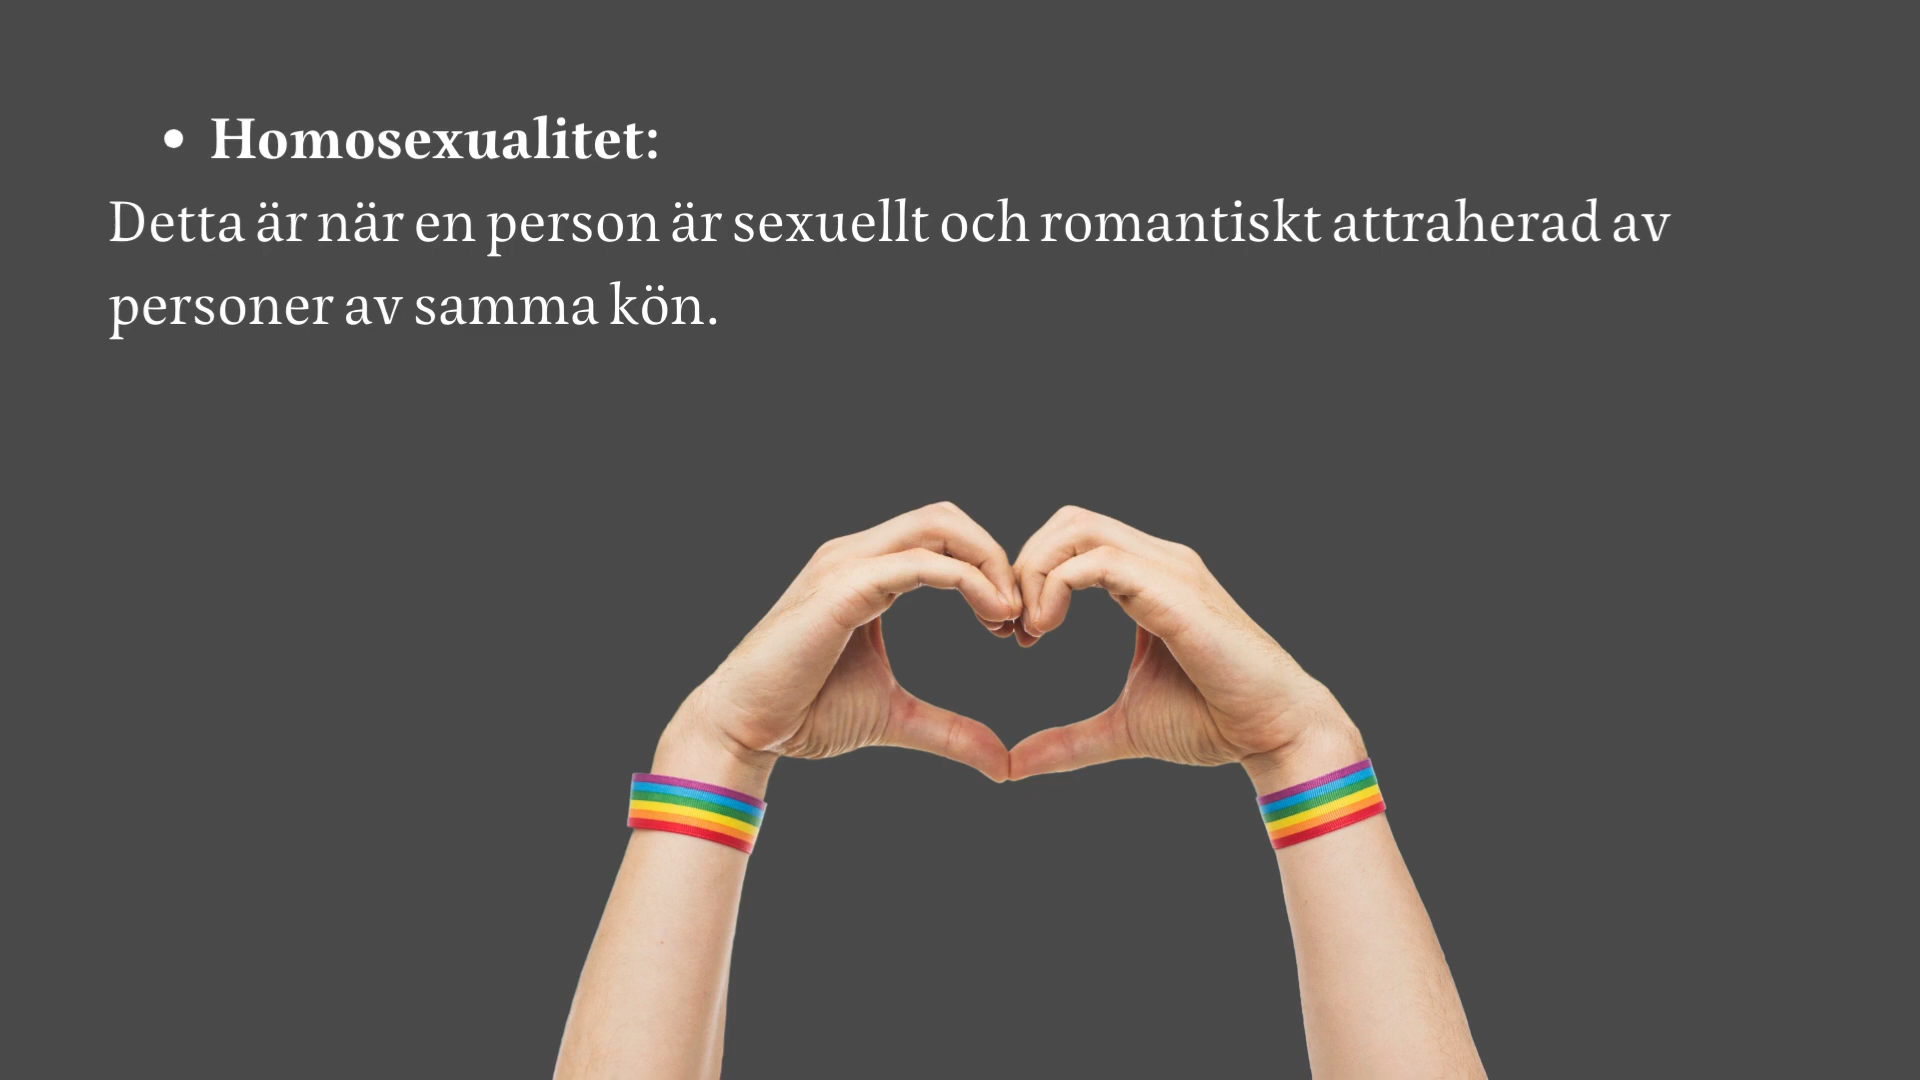 • Homosexualitet:
Detta är när en person är sexuellt och romantiskt attraherad av
personer av samma kön.